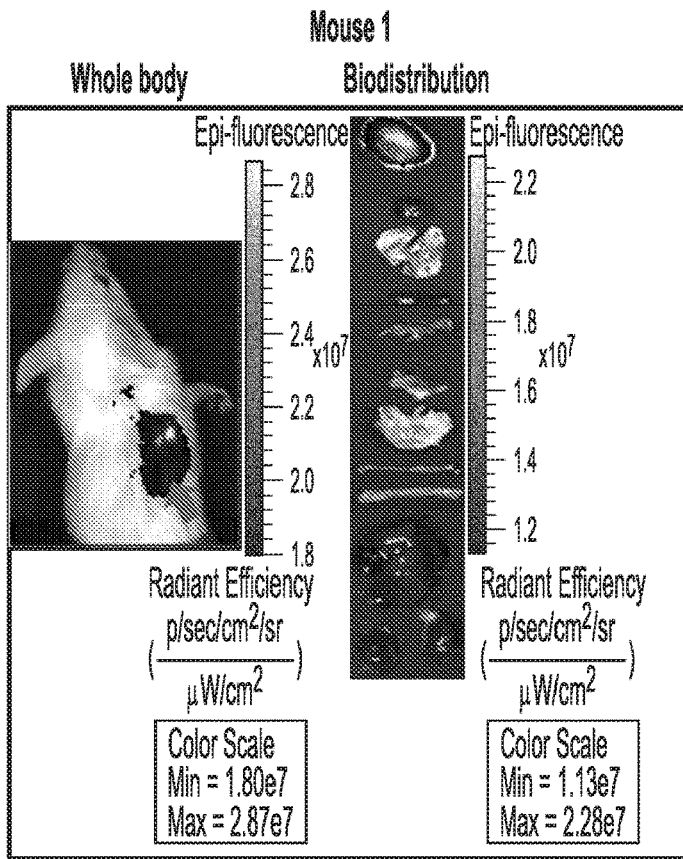 Mouse 1
Whole body
Biodistribution
Epi-fluorescence
2.8
2.6
2.4
x10⁷
2.2
2.0
1.8
Radiant Efficiency
(p/sec/cm²/sr
μW/cm²)
Color Scale
Min = 1.80e7
Max = 2.87e7
Epi-fluorescence
2.2
2.0
1.8
x10⁷
1.6
1.4
1.2
Radiant Efficiency
(p/sec/cm²/sr
μW/cm²)
Color Scale
Min = 1.13e7
Max = 2.28e7